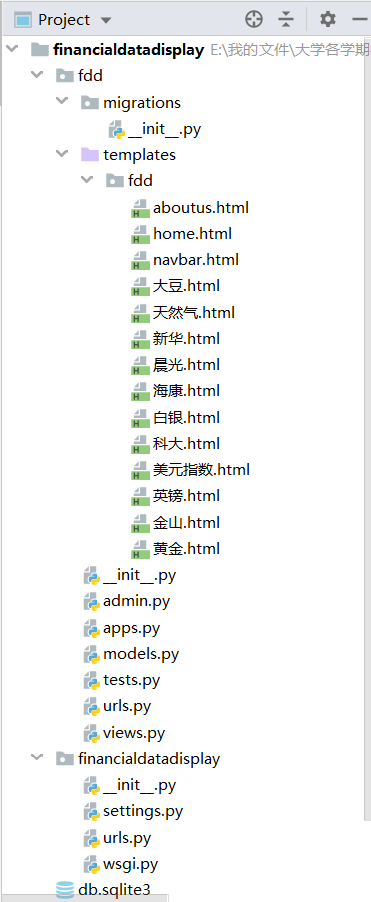 Project
financialdatadisplay E:\我的文件\大学各学期
fdd
migrations
__init__.py
templates
fdd
aboutus.html
home.html
navbar.html
大豆.html
天然气.html
新华.html
晨光.html
海康.html
白银.html
科大.html
美元指数.html
英镑.html
金山.html
黄金.html
__init__.py
admin.py
apps.py
models.py
tests.py
urls.py
views.py
financialdatadisplay
__init__.py
settings.py
urls.py
wsgi.py
db.sqlite3